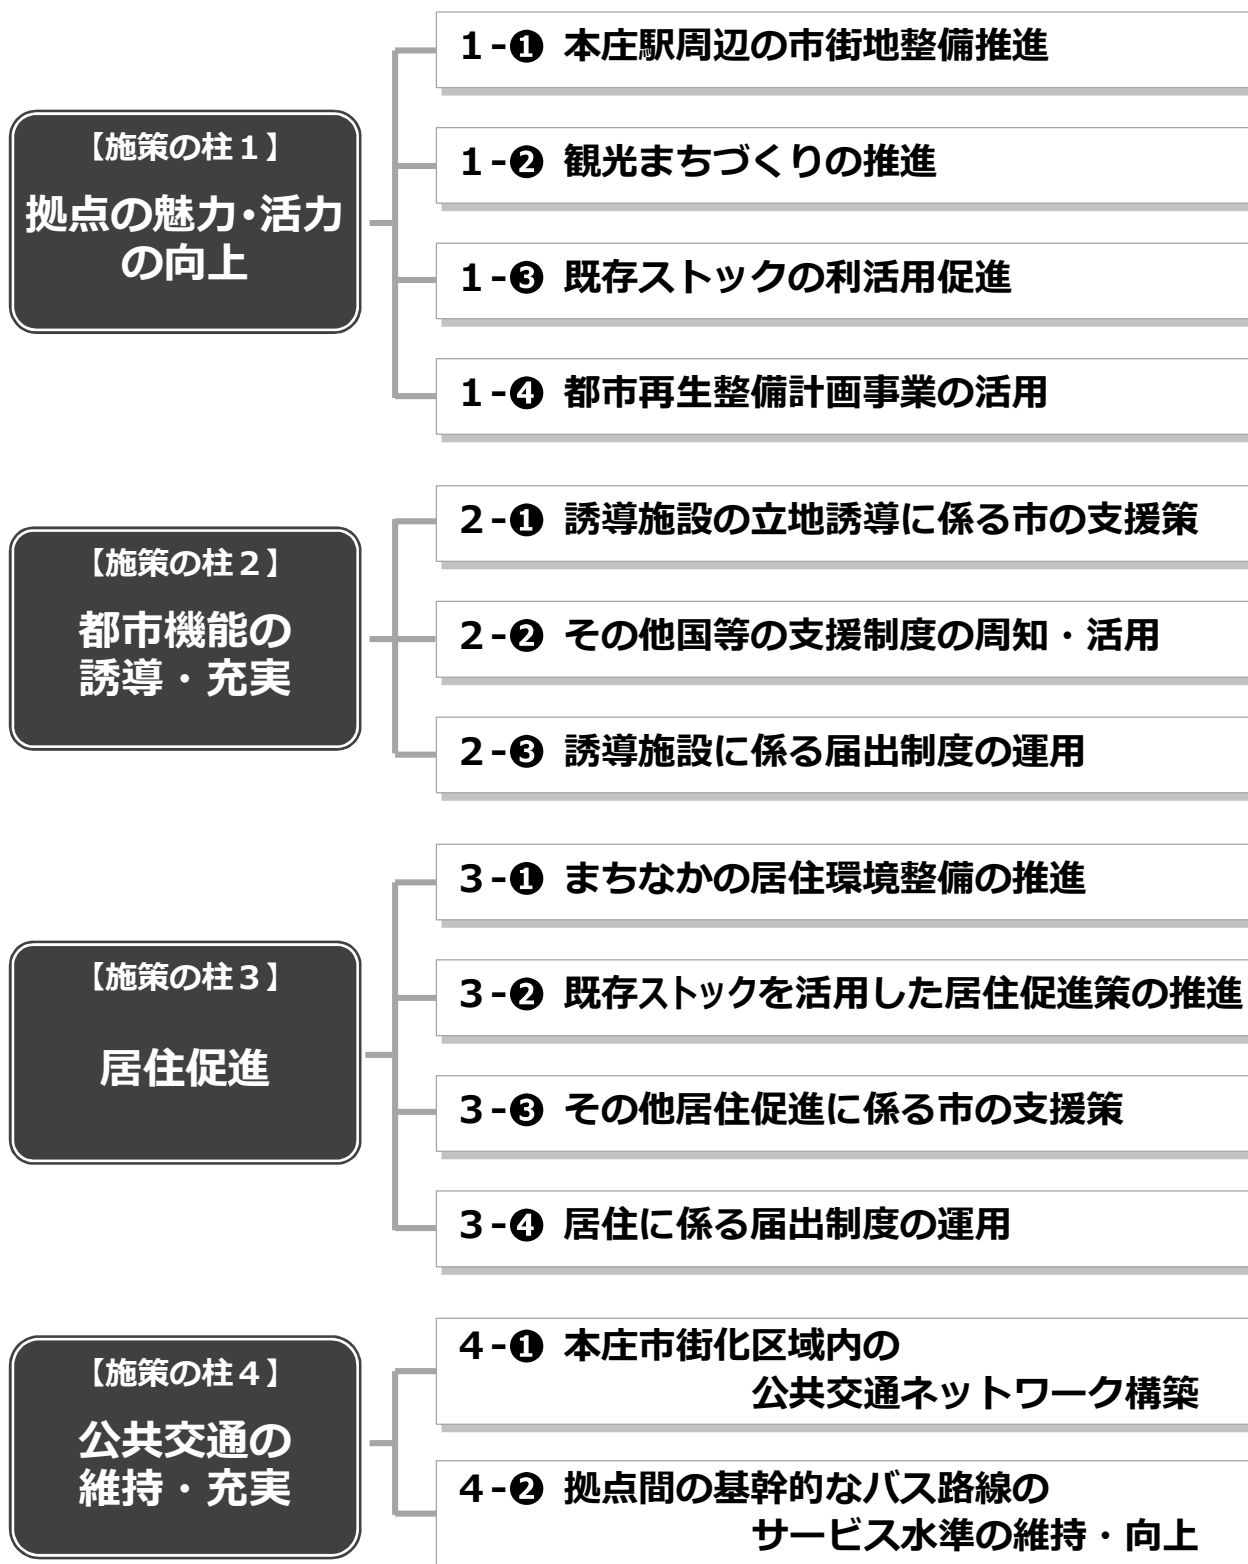 【施策の柱１】
拠点の魅力・活力
の向上
１-❶ 本庄駅周辺の市街地整備推進
１-❷ 観光まちづくりの推進
１-❸ 既存ストックの利活用促進
１-❹ 都市再生整備計画事業の活用
【施策の柱２】
都市機能の
誘導・充実
２-❶ 誘導施設の立地誘導に係る市の支援策
２-❷ その他国等の支援制度の周知・活用
２-❸ 誘導施設に係る届出制度の運用
【施策の柱３】
居住促進
３-❶ まちなかの居住環境整備の推進
３-❷ 既存ストックを活用した居住促進策の推進
３-❸ その他居住促進に係る市の支援策
３-❹ 居住に係る届出制度の運用
【施策の柱４】
公共交通の
維持・充実
４-❶ 本庄市街化区域内の
公共交通ネットワーク構築
４-❷ 拠点間の基幹的なバス路線の
サービス水準の維持・向上